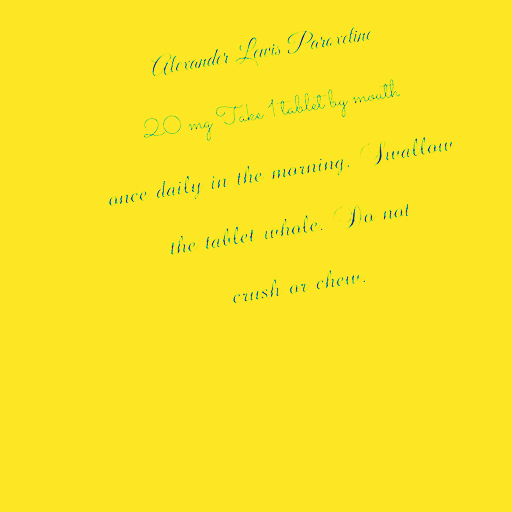 Alexander Lewis Paroxetine
20 mg Take 1 tablet by mouth
once daily in the morning. Swallow
the tablet whole. Do not
crush or chew.